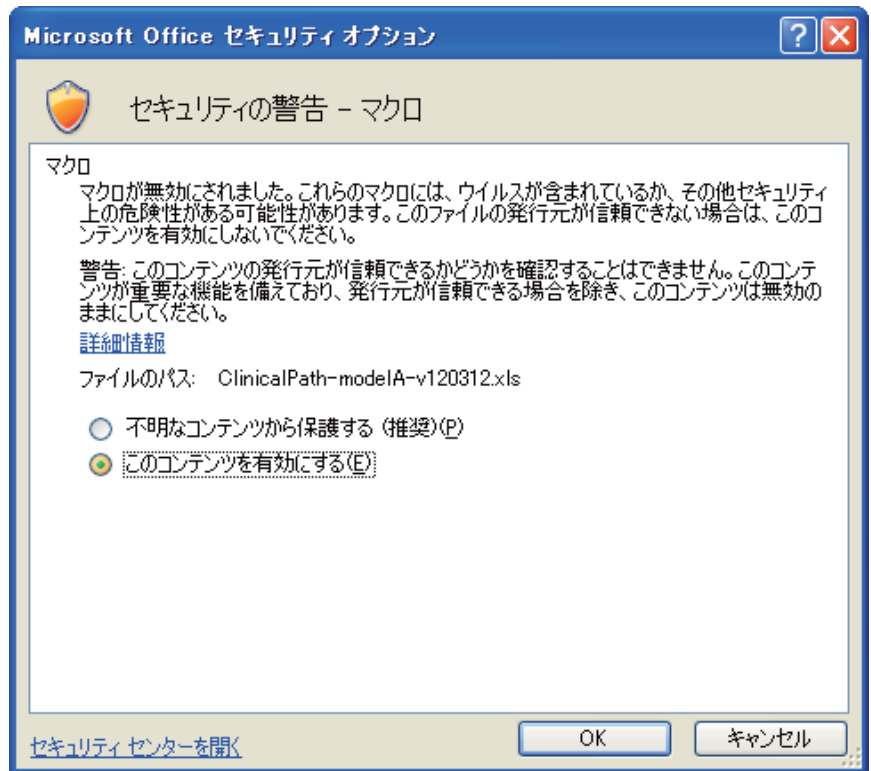 Microsoft Office セキュリティ オプション
セキュリティの警告 - マクロ
マクロ
マクロが無効にされました。これらのマクロには、ウイルスが含まれているか、その他セキュリティ
上の危険性がある可能性があります。このファイルの発行元が信頼できない場合は、このコ
ンテンツを有効にしないでください。
警告: このコンテンツの発行元が信頼できるかどうかを確認することはできません。このコンテ
ンツが重要な機能を備えており、発行元が信頼できる場合を除き、このコンテンツは無効の
ままにしてください。
詳細情報
ファイルのパス: ClinicalPath-modelA-v120312.xls
不明なコンテンツから保護する (推奨)(P)
このコンテンツを有効にする(E)
セキュリティ センターを開く
OK
キャンセル